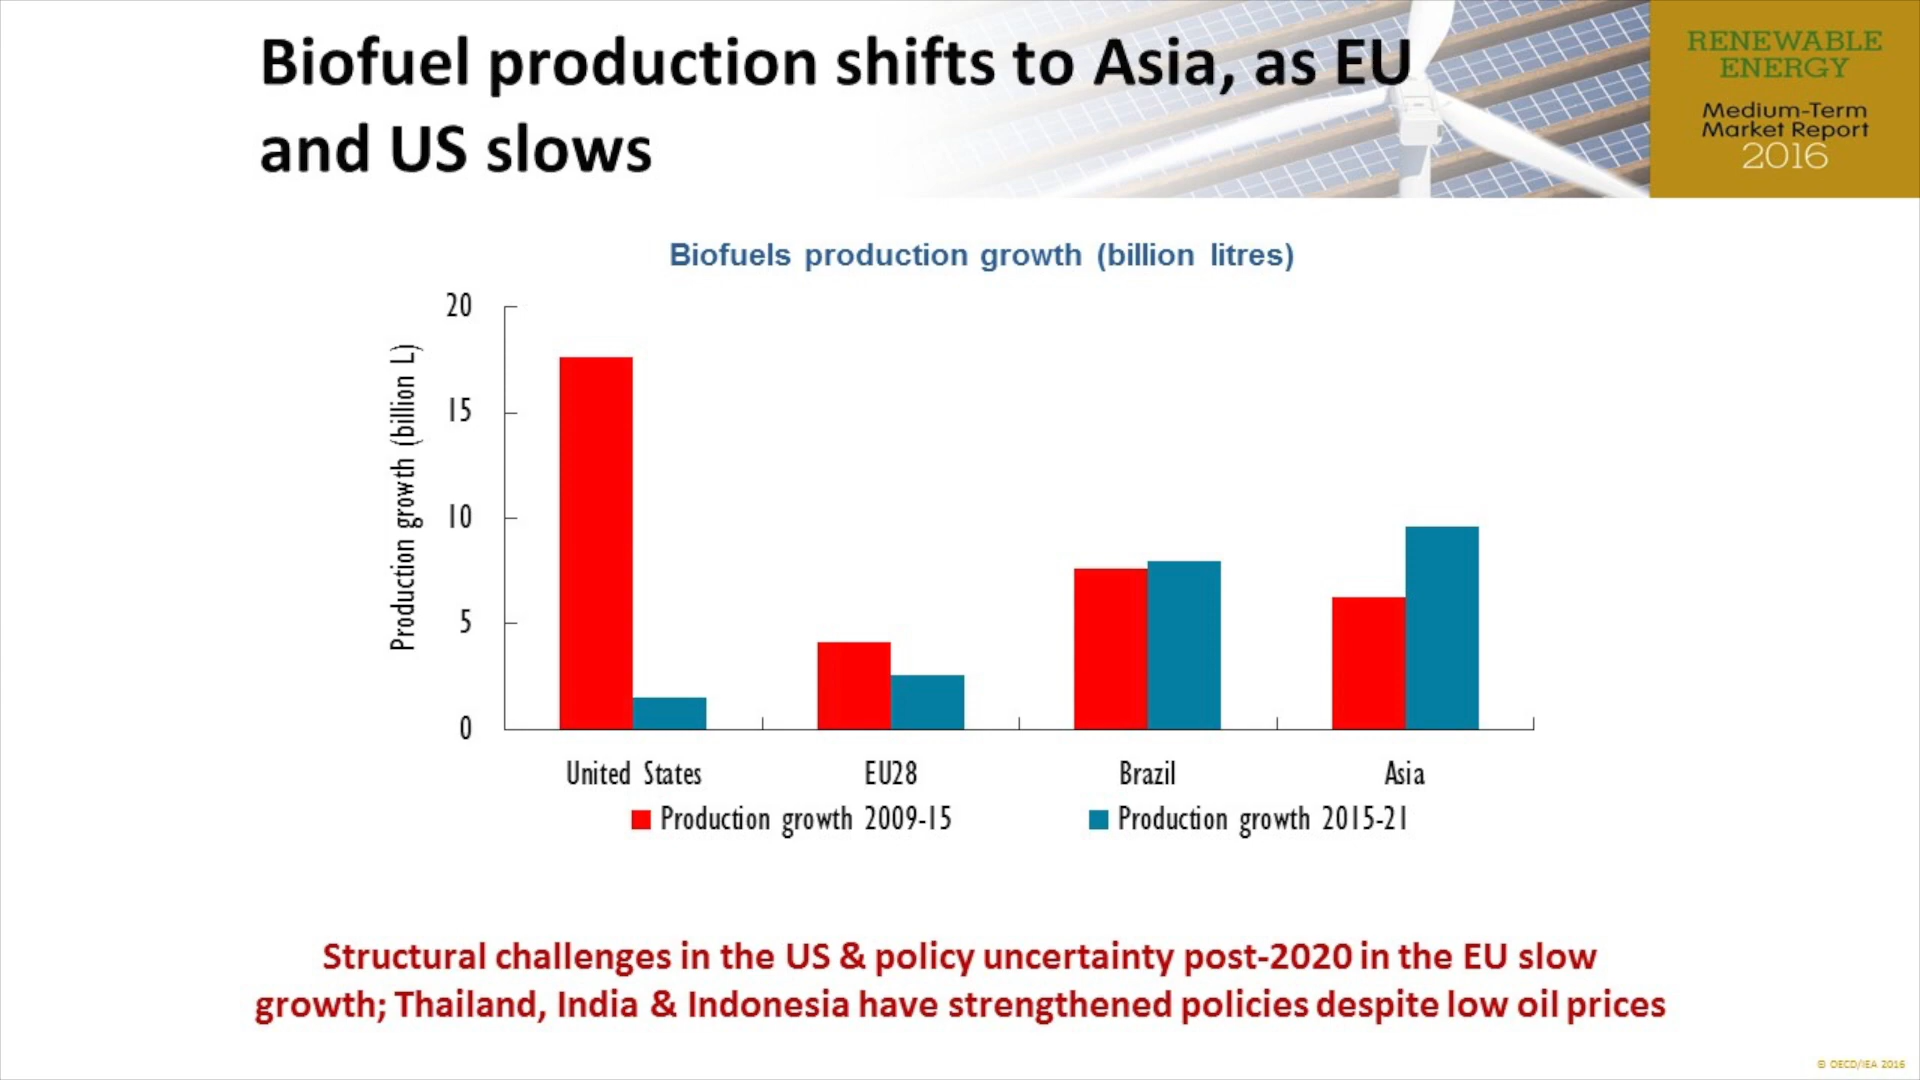 Biofuel production shifts to Asia, as EU
and US slows
RENEWABLE
ENERGY
Medium-Term
Market Report
2016
Biofuels production growth (billion litres)
Production growth (billion L)
20
15
10
5
0
United States
EU28
Brazil
Asia
Production growth 2009-15
Production growth 2015-21
Structural challenges in the US & policy uncertainty post-2020 in the EU slow
growth; Thailand, India & Indonesia have strengthened policies despite low oil prices
© OECD/IEA 2016